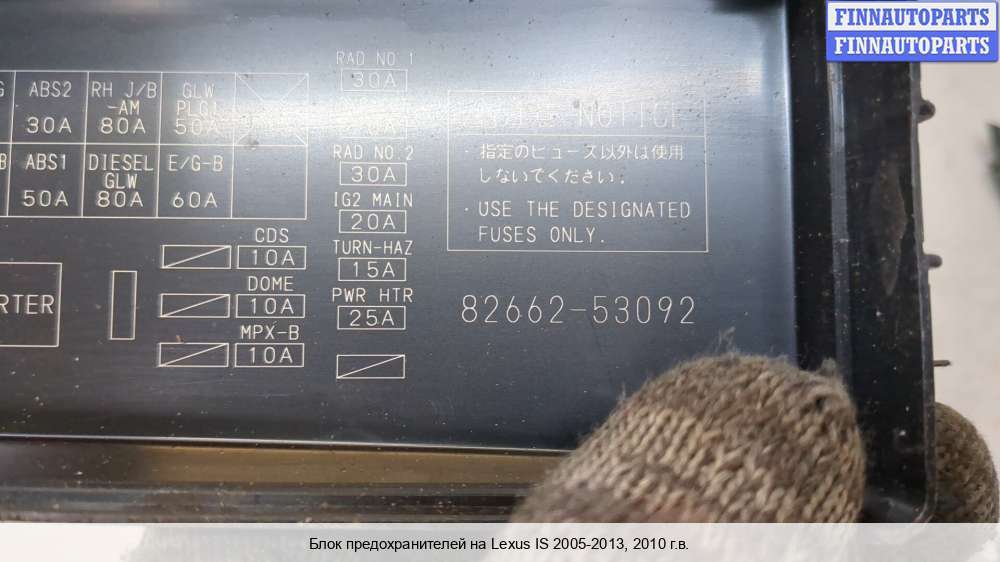 FINNAUTOPARTS
FINNAUTOPARTS
RAD NO 1
30A
ABS2
30A
RH J/B
-AM
80A
GLW
PLG1
50A
NOTICE
RAD NO 2
30A
指定のヒューズ以外は使用
しないでください.
ABS1
50A
DIESEL
GLW
80A
E/G-B
60A
IG2 MAIN
20A
· USE THE DESIGNATED
FUSES ONLY.
CDS
10A
TURN-HAZ
15A
RTER
DOME
10A
PWR HTR
25A
82662-53092
MPX-B
10A
Блок предохранителей на Lexus IS 2005-2013, 2010 г.в.